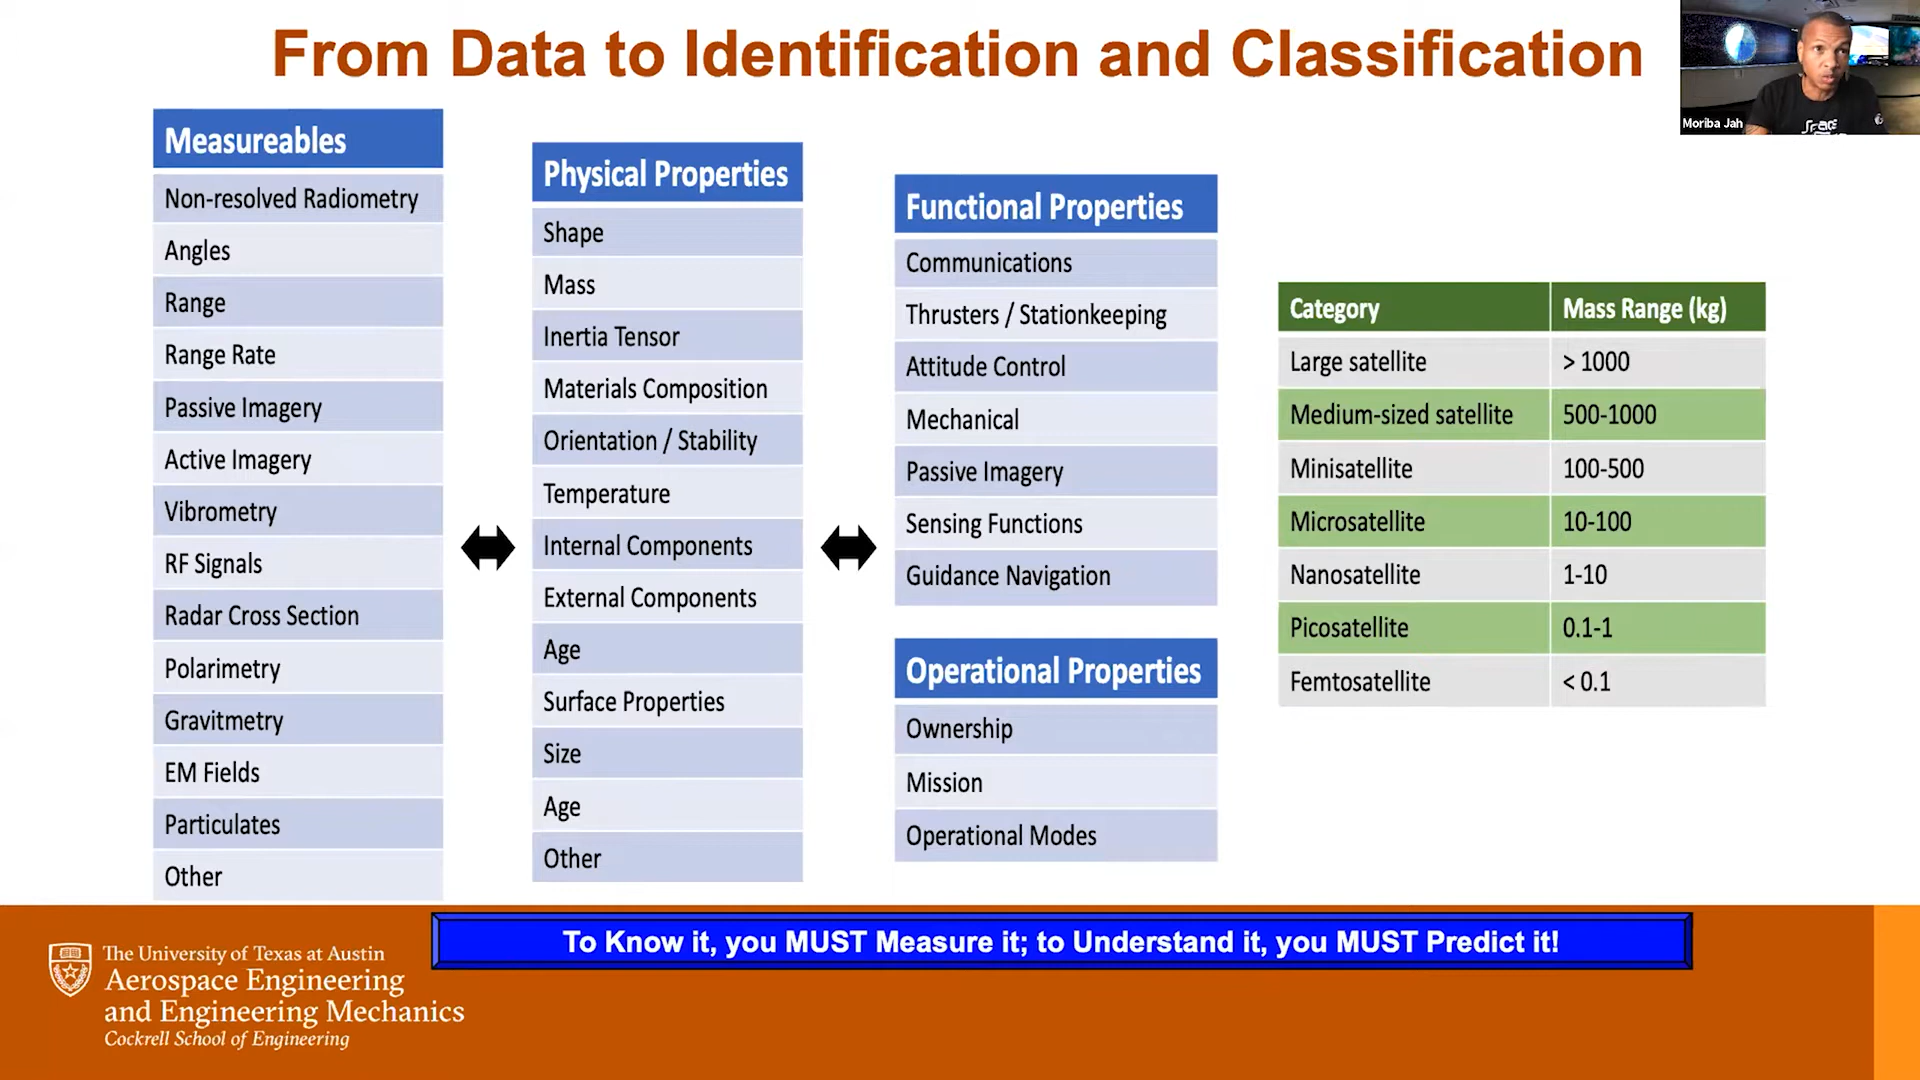 From Data to Identification and Classification
Moriba Jah
Measureables
Non-resolved Radiometry
Angles
Range
Range Rate
Passive Imagery
Active Imagery
Vibrometry
RF Signals
Radar Cross Section
Polarimetry
Gravitmetry
EM Fields
Particulates
Other
Physical Properties
Shape
Mass
Inertia Tensor
Materials Composition
Orientation / Stability
Temperature
Internal Components
External Components
Age
Surface Properties
Size
Age
Other
Functional Properties
Communications
Thrusters / Stationkeeping
Attitude Control
Mechanical
Passive Imagery
Sensing Functions
Guidance Navigation
Operational Properties
Ownership
Mission
Operational Modes
Category Mass Range (kg)
Large satellite > 1000
Medium-sized satellite 500-1000
Minisatellite 100-500
Microsatellite 10-100
Nanosatellite 1-10
Picosatellite 0.1-1
Femtosatellite < 0.1
To Know it, you MUST Measure it; to Understand it, you MUST Predict it!
The University of Texas at Austin
Aerospace Engineering
and Engineering Mechanics
Cockrell School of Engineering